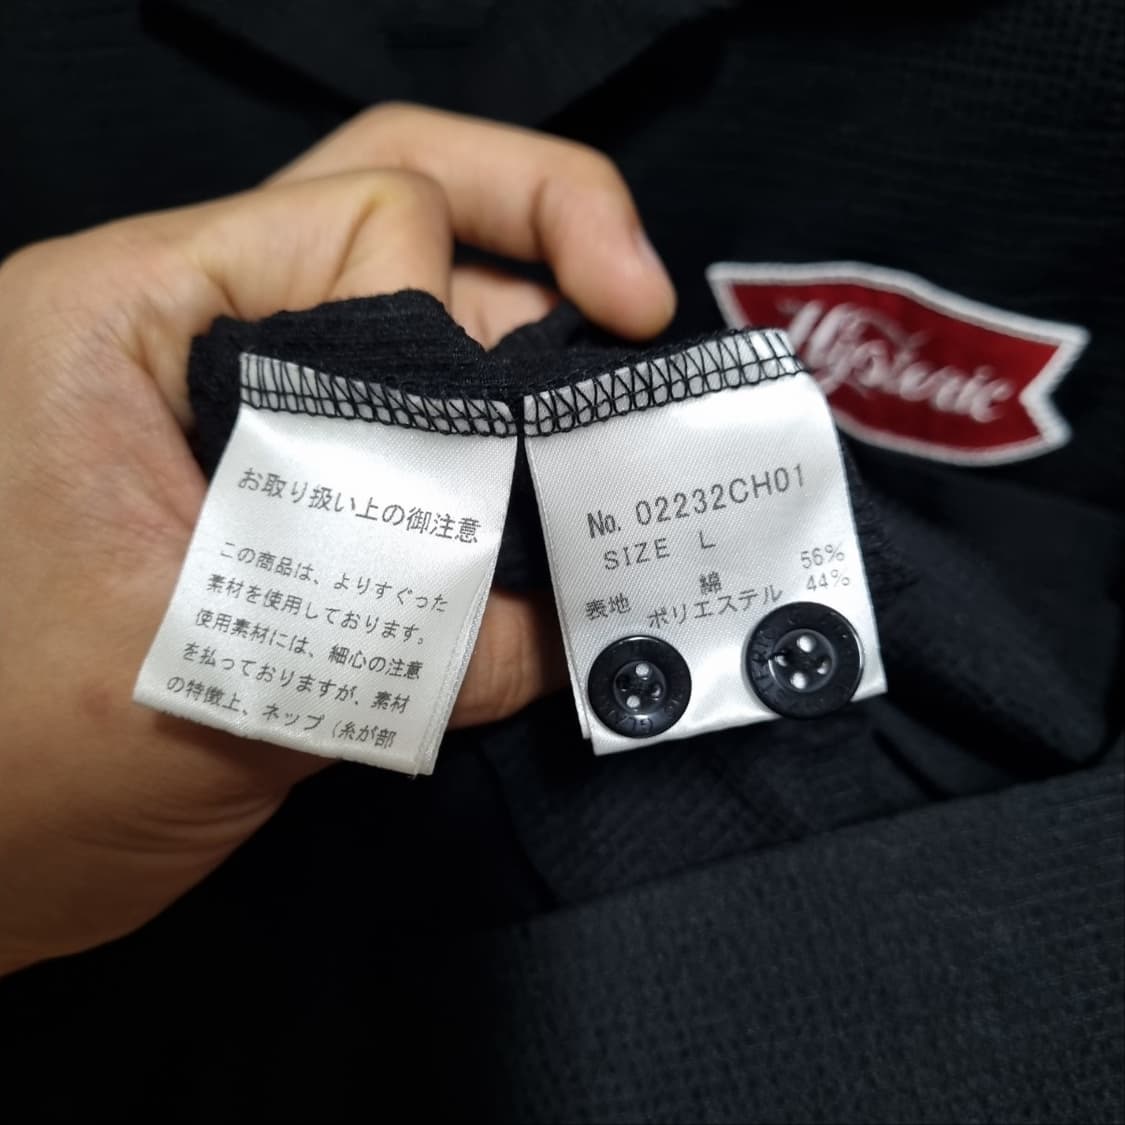 お取り扱い上の御注意
この商品は、よりすぐった
素材を使用しております。
使用素材には、細心の注意
を払っておりますが、素材
の特徴上、ネップ（糸が部
No. 02232CH01
SIZE L
表地 綿 56%
ポリエステル 44%
Hysteric